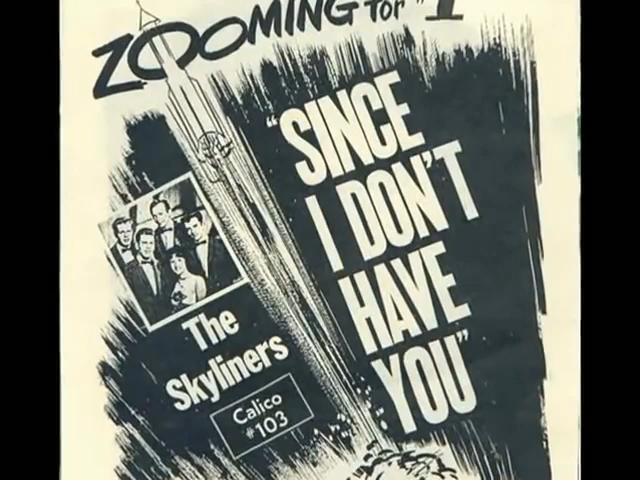 ZOOMING for "1
"SINCE
I DON'T
HAVE
YOU"
The
Skyliners
Calico
#103